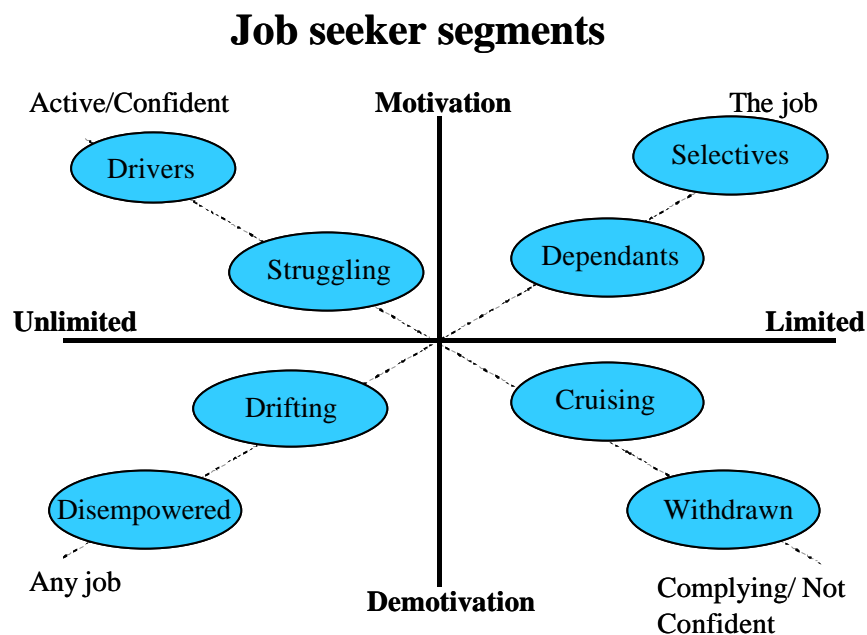 Job seeker segments
Active/Confident
Motivation
The job
Drivers
Selectives
Struggling
Dependants
Unlimited
Limited
Drifting
Cruising
Disempowered
Withdrawn
Any job
Demotivation
Complying/ Not
Confident